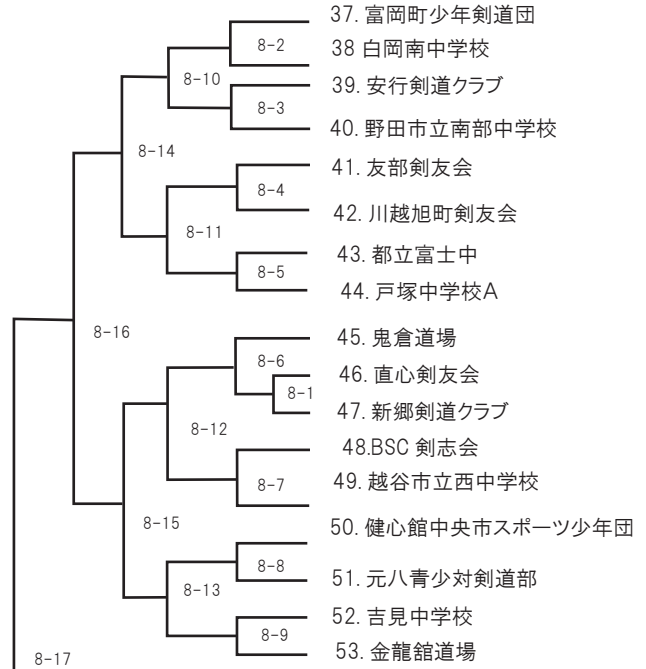 37. 富岡町少年剣道団
8-2
38 白岡南中学校
8-10
39. 安行剣道クラブ
8-3
40. 野田市立南部中学校
8-14
41. 友部剣友会
8-4
42. 川越旭町剣友会
8-11
43. 都立富士中
8-5
44. 戸塚中学校A
8-16
45. 鬼倉道場
8-6
46. 直心剣友会
8-1
47. 新郷剣道クラブ
8-12
48.BSC 剣志会
8-7
49. 越谷市立西中学校
8-15
50. 健心館中央市スポーツ少年団
8-8
51. 元八青少対剣道部
8-13
52. 吉見中学校
8-9
53. 金龍舘道場
8-17